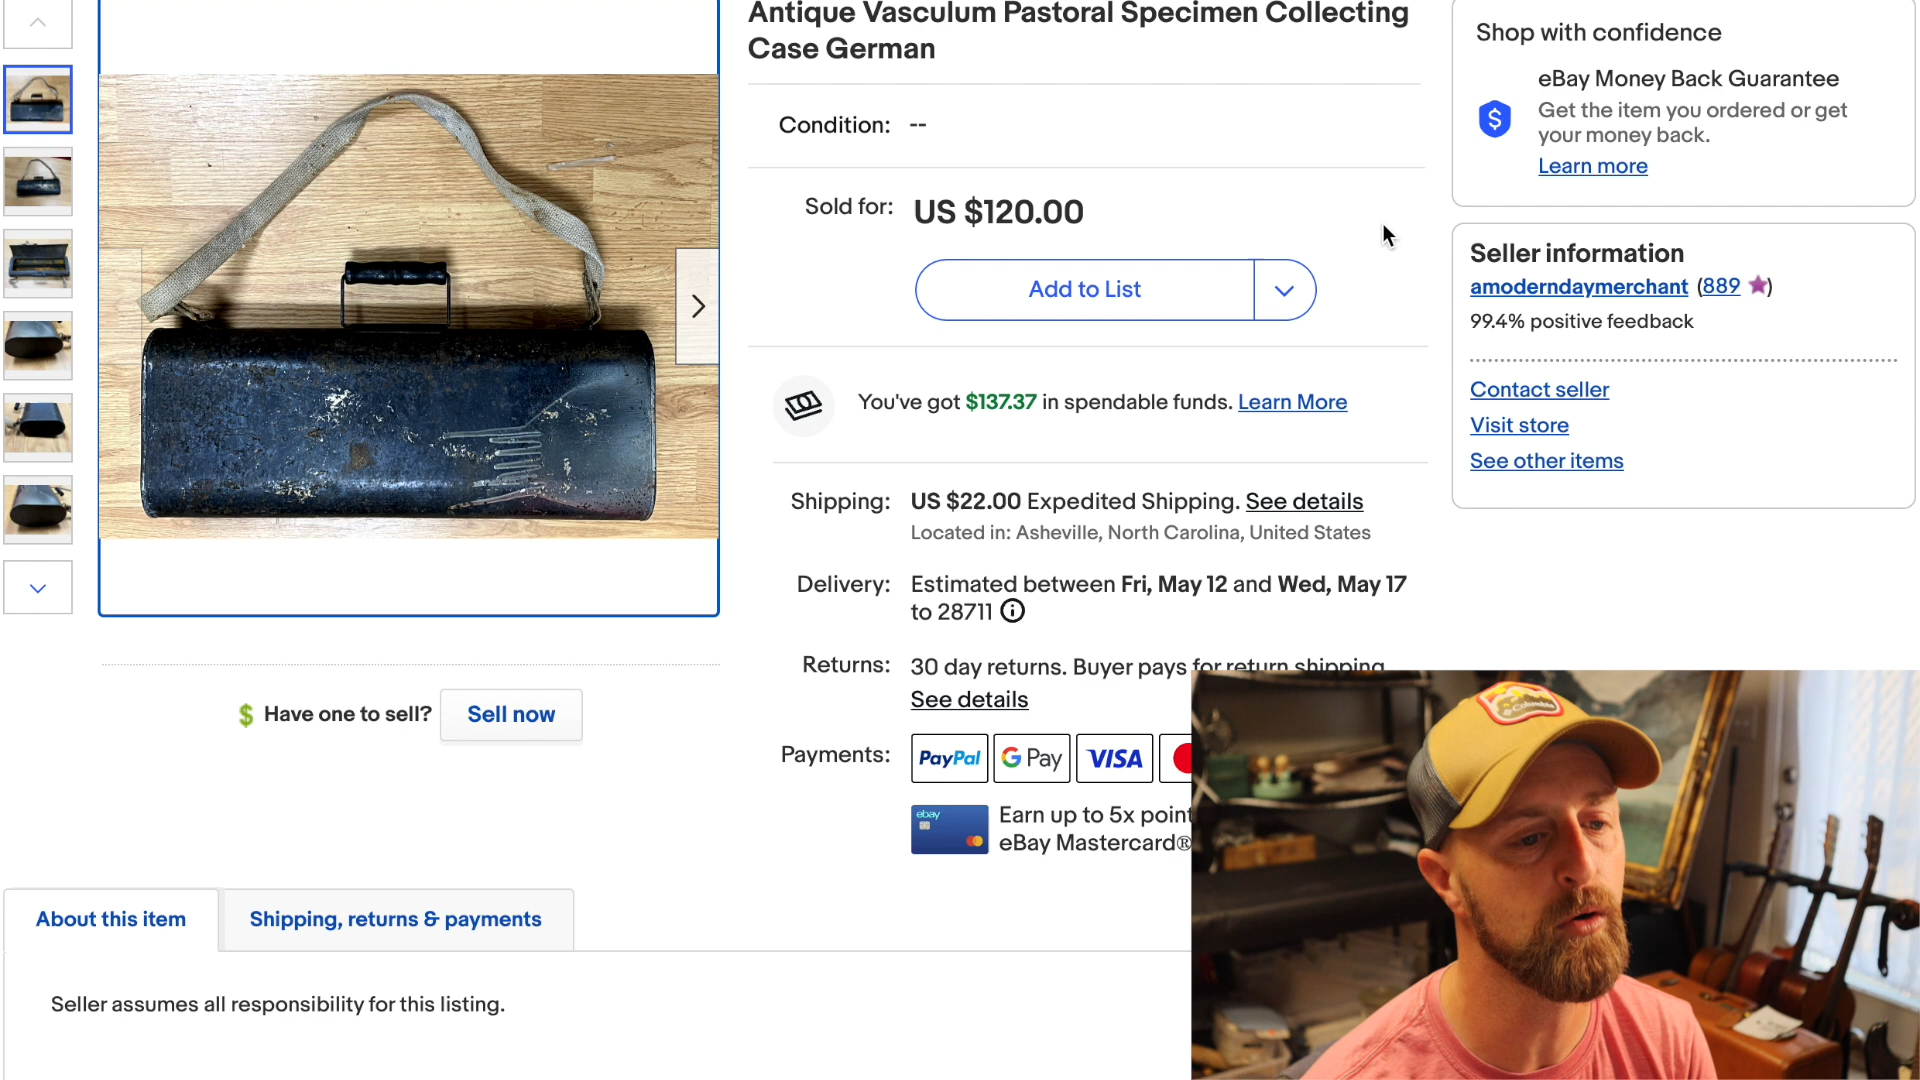 Antique Vasculum Pastoral Specimen Collecting
Case German
Condition: --
Sold for: US $120.00
Add to List
You've got $137.37 in spendable funds. Learn More
Shipping: US $22.00 Expedited Shipping. See details
Located in: Asheville, North Carolina, United States
Delivery: Estimated between Fri, May 12 and Wed, May 17
to 28711
Returns: 30 day returns. Buyer pays for return shipping
See details
Payments: PayPal G Pay VISA
ebay
Earn up to 5x point
eBay Mastercard®
Shop with confidence
eBay Money Back Guarantee
Get the item you ordered or get
your money back.
Learn more
Seller information
amoderndaymerchant (889)
99.4% positive feedback
Contact seller
Visit store
See other items
$ Have one to sell? Sell now
About this item
Shipping, returns & payments
Seller assumes all responsibility for this listing.
Columbia